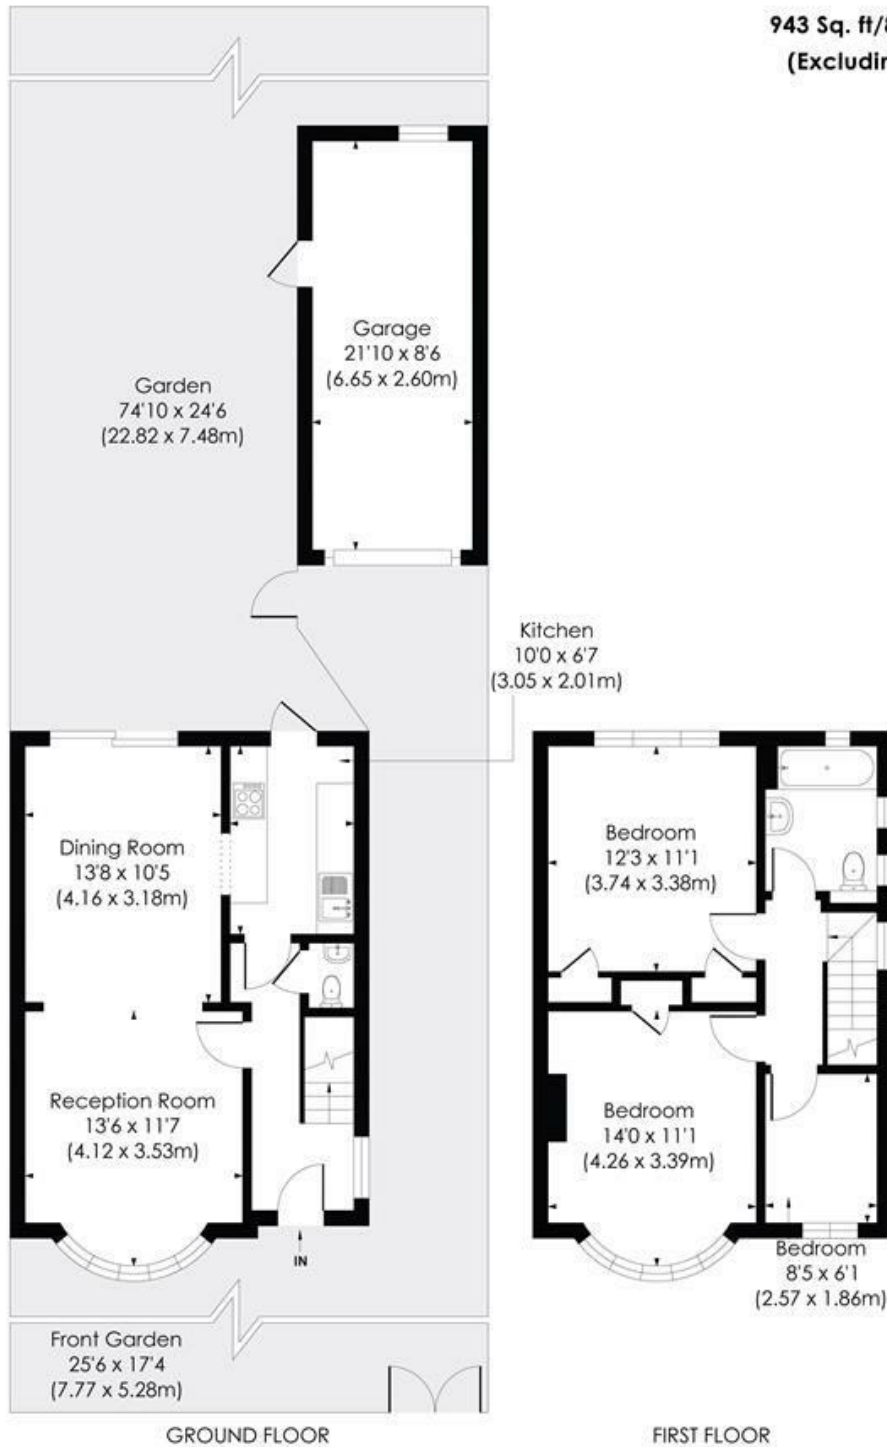 943 Sq. ft/8
(Excludin
Garage
21'10 x 8'6
(6.65 x 2.60m)
Garden
74'10 x 24'6
(22.82 x 7.48m)
Kitchen
10'0 x 6'7
(3.05 x 2.01m)
Dining Room
13'8 x 10'5
(4.16 x 3.18m)
Bedroom
12'3 x 11'1
(3.74 x 3.38m)
Reception Room
13'6 x 11'7
(4.12 x 3.53m)
Bedroom
14'0 x 11'1
(4.26 x 3.39m)
IN
Bedroom
8'5 x 6'1
(2.57 x 1.86m)
Front Garden
25'6 x 17'4
(7.77 x 5.28m)
GROUND FLOOR
FIRST FLOOR